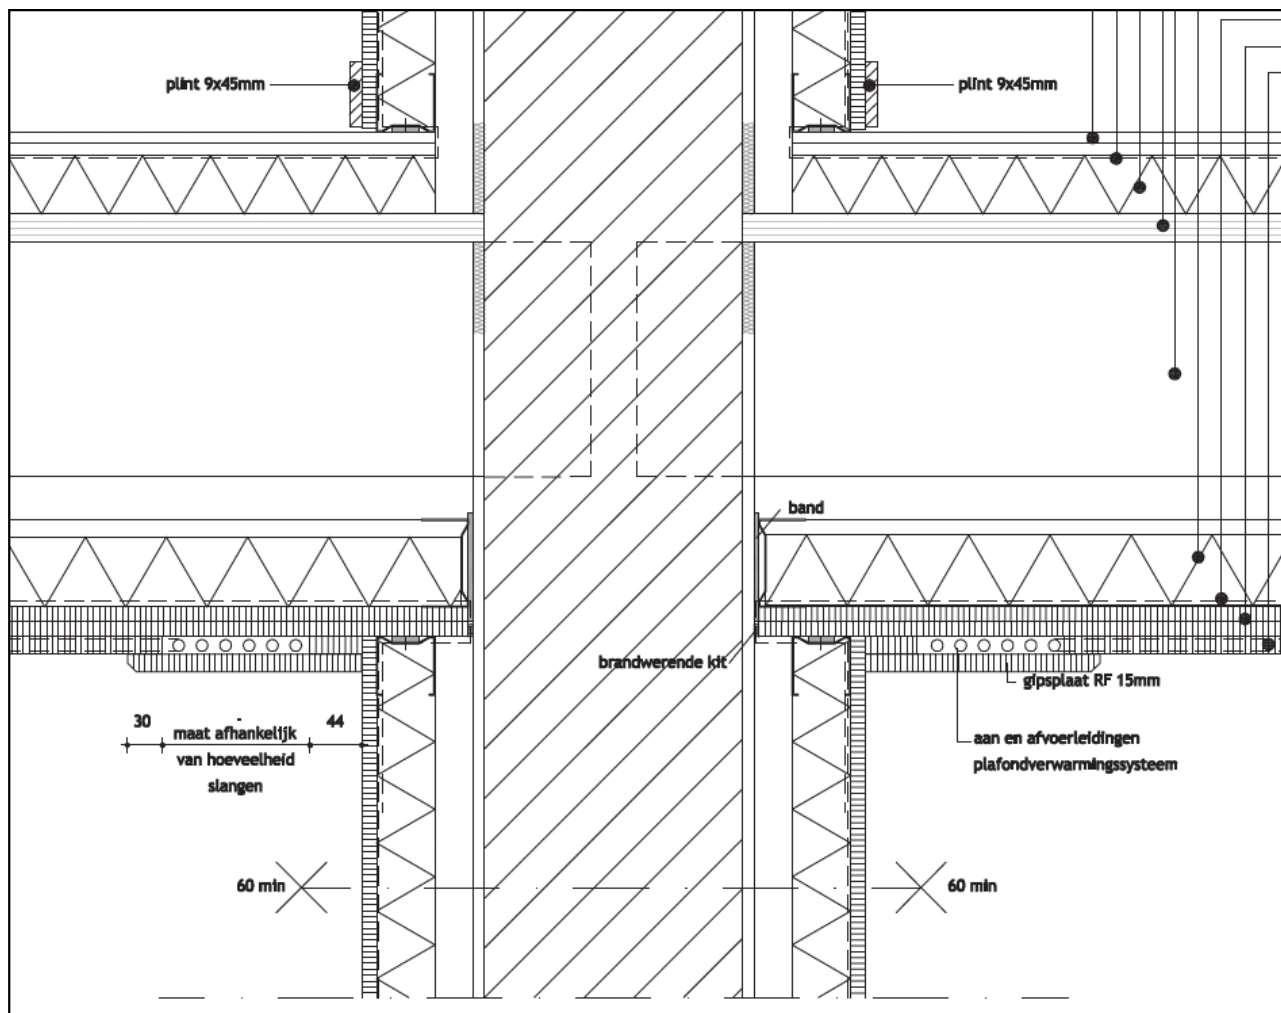 plint 9x45mm
plint 9x45mm
band
brandwerende kit
gipsplaat RF 15mm
30
44
maat afhankelijk
van hoeveelheid
slangen
aan en afvoerleidingen
plafondverwarmingssysteem
60 min
60 min